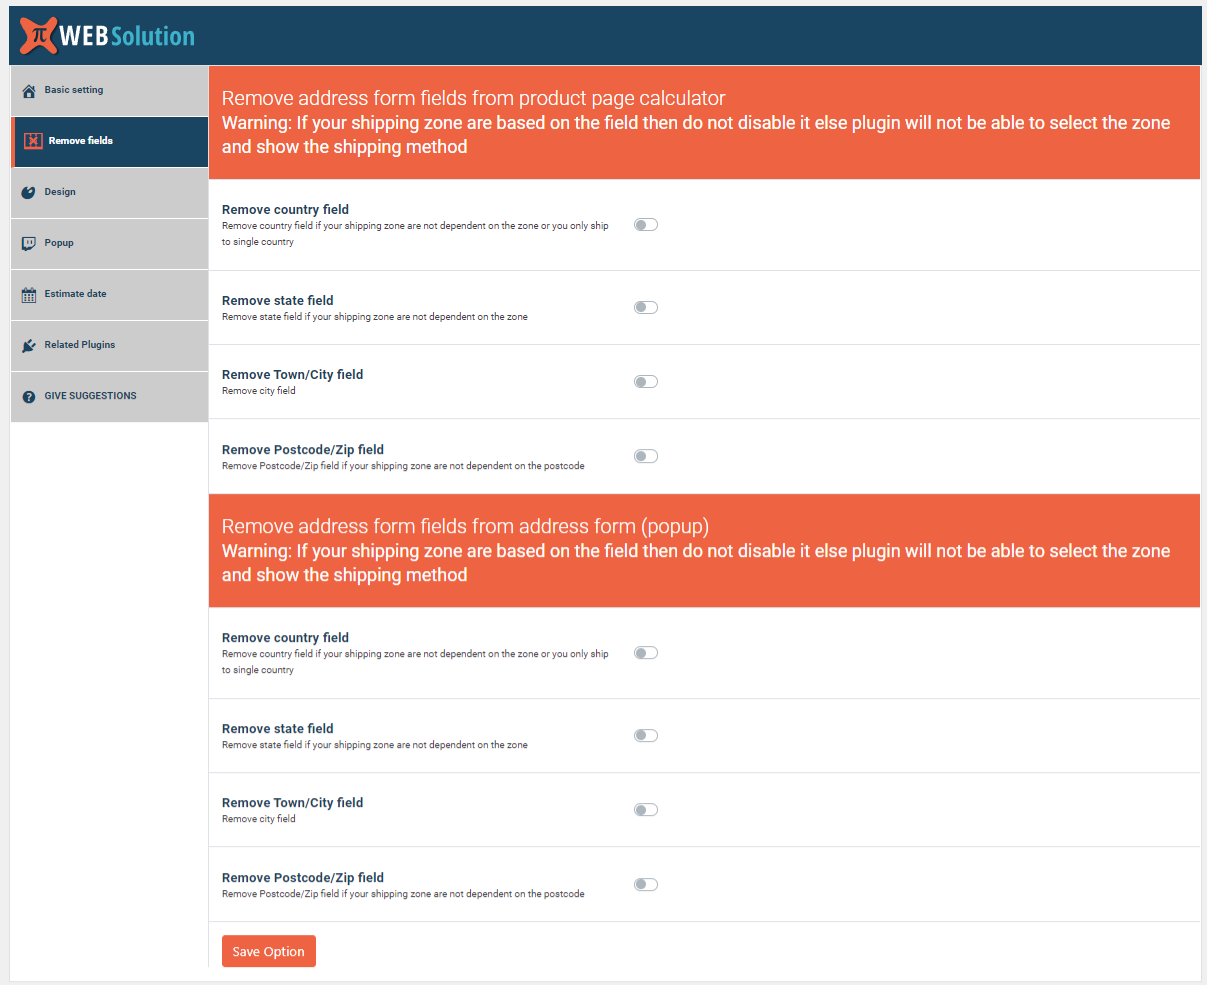 π WEB Solution
Basic setting
Remove fields
Design
Popup
Estimate date
Related Plugins
GIVE SUGGESTIONS
Remove address form fields from product page calculator
Warning: If your shipping zone are based on the field then do not disable it else plugin will not be able to select the zone
and show the shipping method
Remove country field
Remove country field if your shipping zone are not dependent on the zone or you only ship
to single country
Remove state field
Remove state field if your shipping zone are not dependent on the zone
Remove Town/City field
Remove city field
Remove Postcode/Zip field
Remove Postcode/Zip field if your shipping zone are not dependent on the postcode
Remove address form fields from address form (popup)
Warning: If your shipping zone are based on the field then do not disable it else plugin will not be able to select the zone
and show the shipping method
Remove country field
Remove country field if your shipping zone are not dependent on the zone or you only ship
to single country
Remove state field
Remove state field if your shipping zone are not dependent on the zone
Remove Town/City field
Remove city field
Remove Postcode/Zip field
Remove Postcode/Zip field if your shipping zone are not dependent on the postcode
Save Option